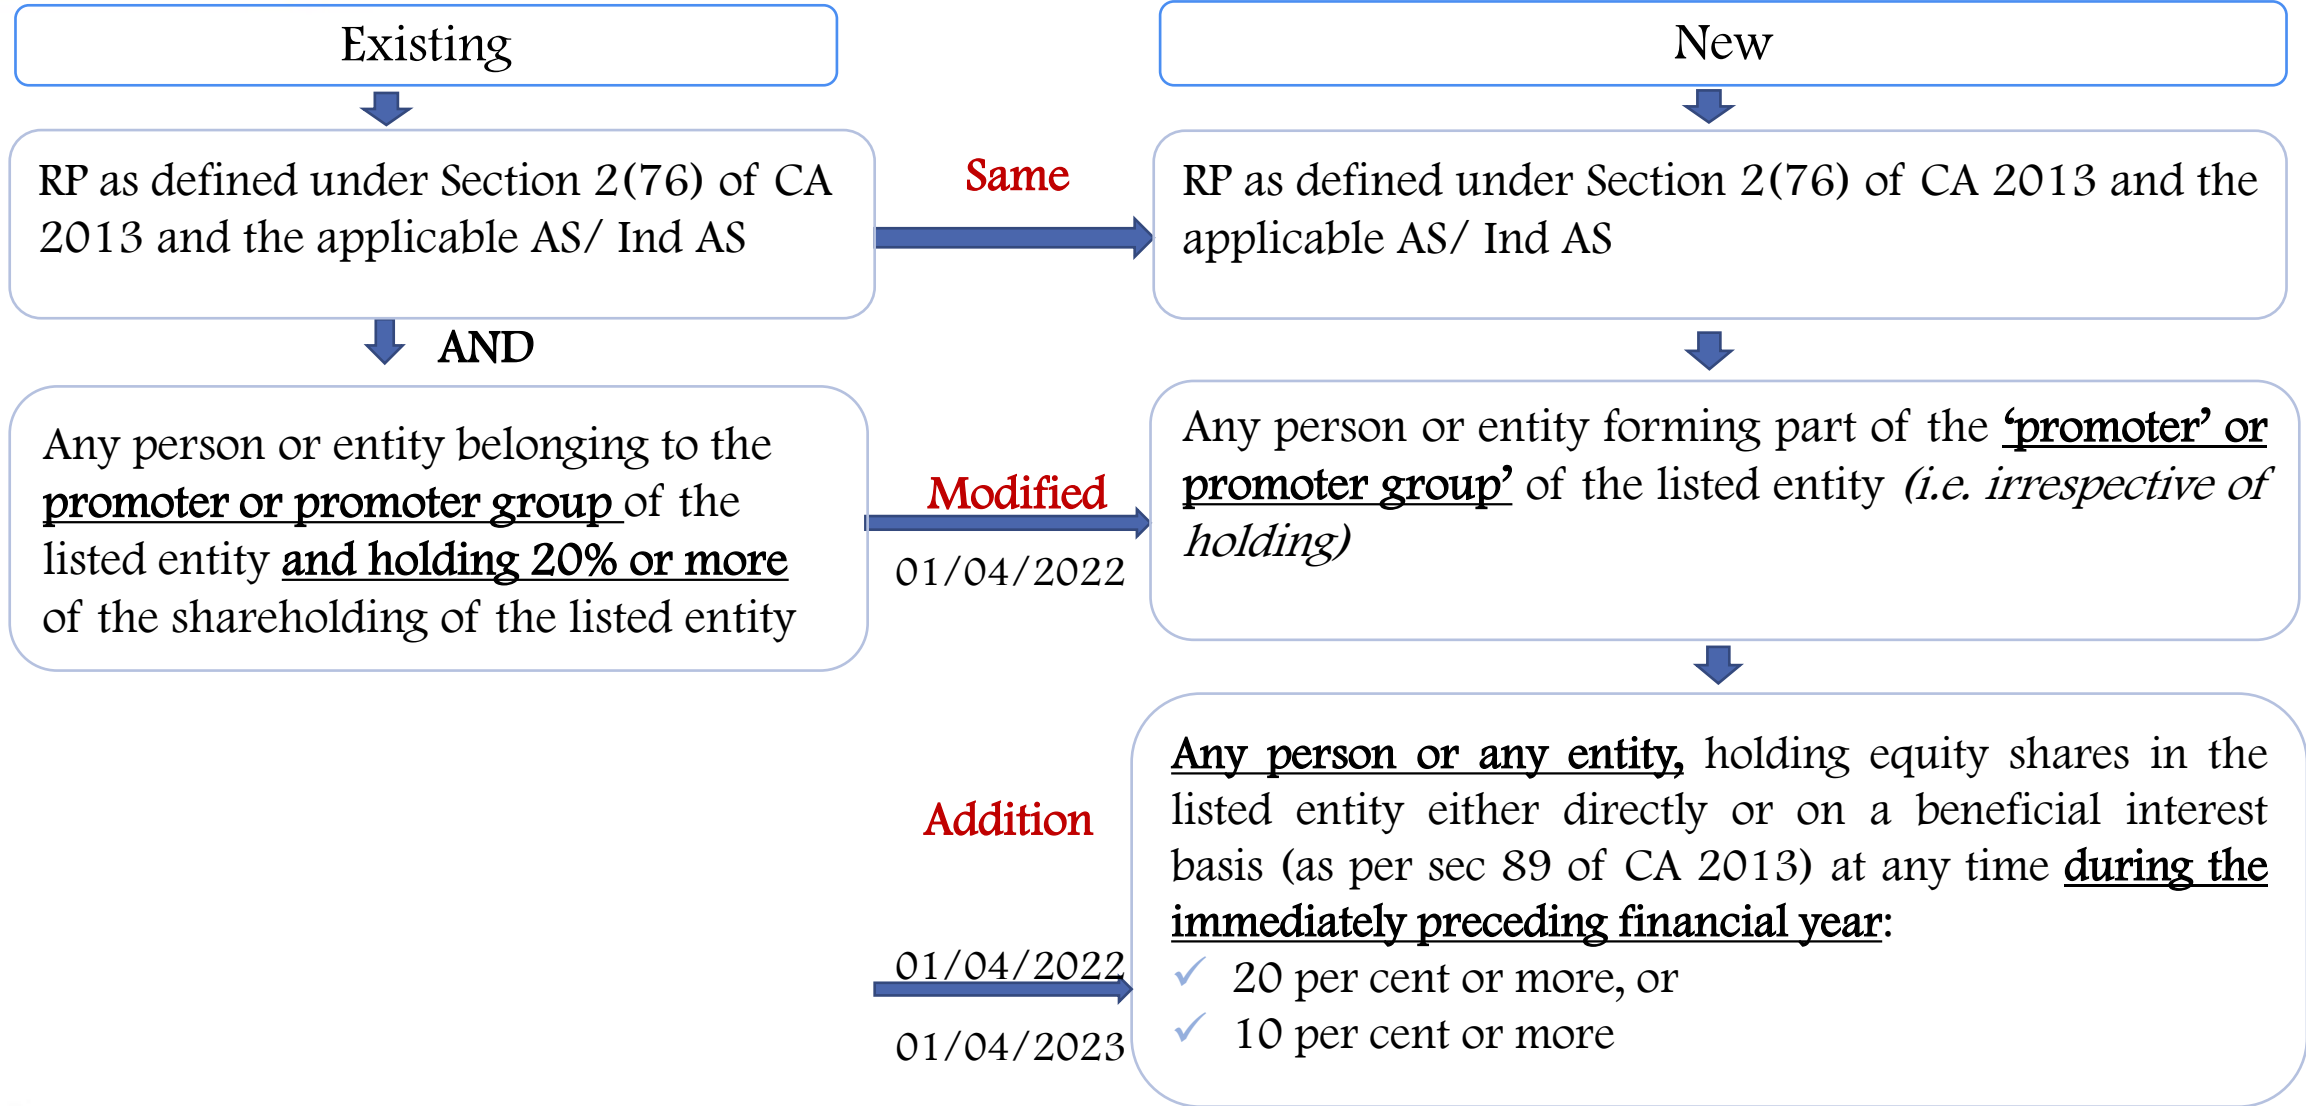 Existing
New
RP as defined under Section 2(76) of CA
2013 and the applicable AS/ Ind AS
Same
RP as defined under Section 2(76) of CA 2013 and the
applicable AS/ Ind AS
AND
Any person or entity belonging to the
promoter or promoter group of the
listed entity and holding 20% or more
of the shareholding of the listed entity
Modified
01/04/2022
Any person or entity forming part of the ‘promoter’ or
promoter group’ of the listed entity (i.e. irrespective of
holding)
Addition
01/04/2022
01/04/2023
Any person or any entity, holding equity shares in the
listed entity either directly or on a beneficial interest
basis (as per sec 89 of CA 2013) at any time during the
immediately preceding financial year:
✓ 20 per cent or more, or
✓ 10 per cent or more